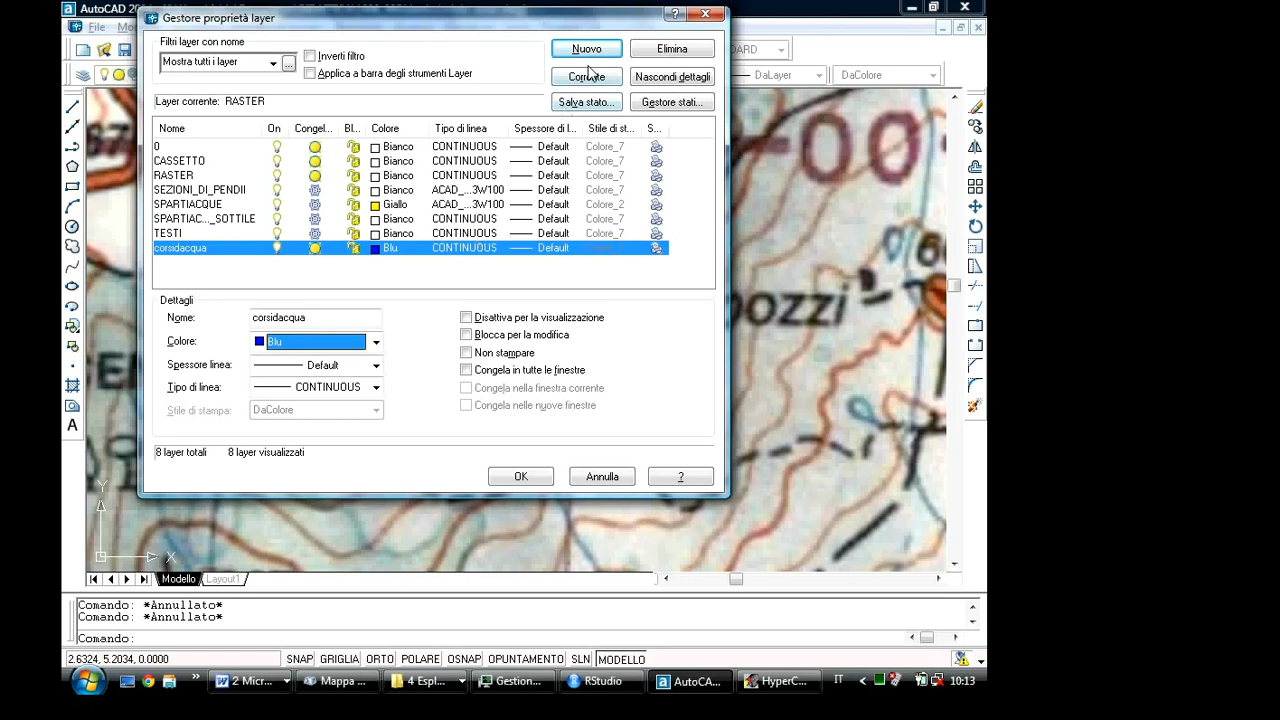 AutoCAD
Gestore proprietà layer
File
Filtri layer con nome
Mostra tutti i layer
...
Inverti filtro
Applica a barra degli strumenti Layer
Nuovo
Elimina
Corrente
Nascondi dettagli
Salva stato...
Gestore stati...
DaLayer
DaColore
Layer corrente: RASTER
Nome On Congel... Bl... Colore Tipo di linea Spessore di l... Stile di st... S...
0 Bianco CONTINUOUS Default Colore_7
CASSETTO Bianco CONTINUOUS Default Colore_7
RASTER Bianco CONTINUOUS Default Colore_7
SEZIONI_DI_PENDII Bianco ACAD_...3W100 Default Colore_7
SPARTIACQUE Giallo ACAD_...3W100 Default Colore_2
SPARTIAC..._SOTTILE Bianco CONTINUOUS Default Colore_7
TESTI Bianco CONTINUOUS Default Colore_7
corsidacqua Blu CONTINUOUS Default
Dettagli
Nome: corsidacqua
Colore: Blu
Spessore linea: Default
Tipo di linea: CONTINUOUS
Stile di stampa: DaColore
Disattiva per la visualizzazione
Blocca per la modifica
Non stampare
Congela in tutte le finestre
Congela nella finestra corrente
Congela nelle nuove finestre
8 layer totali 8 layer visualizzati
OK Annulla ?
pozzi
Y
X
A
Modello Layout1
Comando: *Annullato*
Comando: *Annullato*
Comando:
2.6324, 5.2034, 0.0000 SNAP GRIGLIA ORTO POLARE OSNAP OPUNTAMENTO SLN MODELLO
2 Micr... Mappa ... 4 Espl... Gestion... RStudio AutoCA... HyperC... IT 10:13